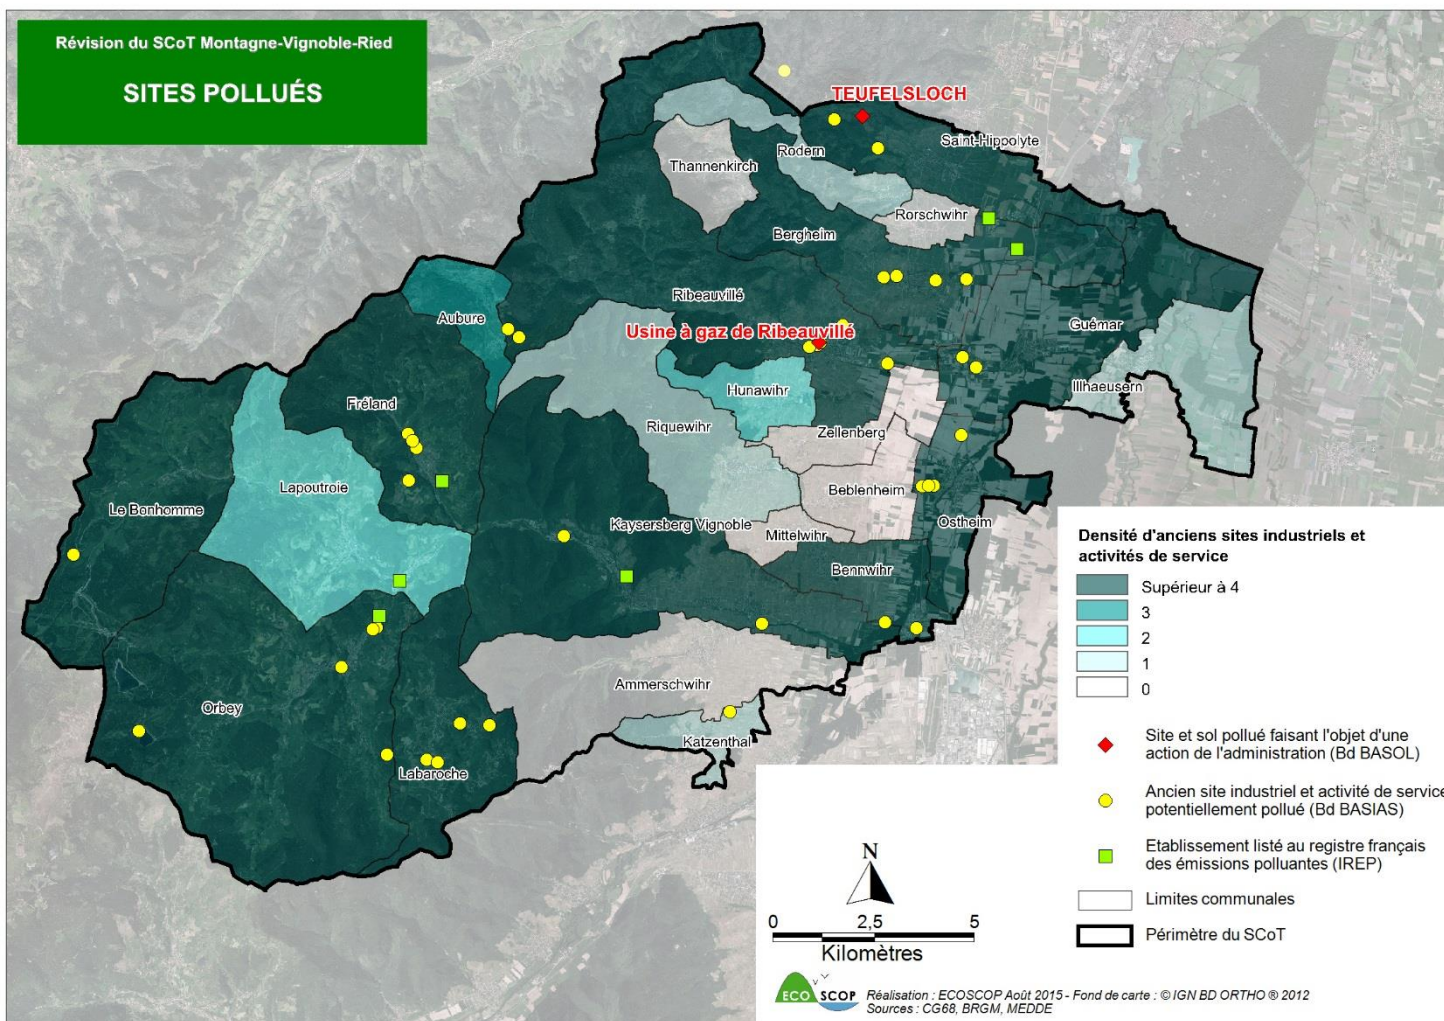 Révision du SCoT Montagne-Vignoble-Ried
SITES POLLUÉS
TEUFELSLOCH
Saint-Hippolyte
Rodern
Thannenkirch
Rorschwihr
Bergheim
Ribeauvillé
Aubure
Guémar
Usine à gaz de Ribeauvillé
Illhaeusern
Hunawihr
Fréland
Riquewihr
Zellenberg
Lapoutroie
Beblenheim
Le Bonhomme
Kaysersberg Vignoble
Ostheim
Mittelwihr
Bennwihr
Ammerschwihr
Orbey
Katzenthal
Labaroche
Densité d'anciens sites industriels et
activités de service
Supérieur à 4
3
2
1
0
Site et sol pollué faisant l'objet d'une
action de l'administration (Bd BASOL)
Ancien site industriel et activité de service
potentiellement pollué (Bd BASIAS)
Etablissement listé au registre français
des émissions polluantes (IREP)
Limites communales
Périmètre du SCoT
N
0 2,5 5
Kilomètres
ECO SCOP
Réalisation : ECOSCOP Août 2015 - Fond de carte : © IGN BD ORTHO ® 2012
Sources : CG68, BRGM, MEDDE